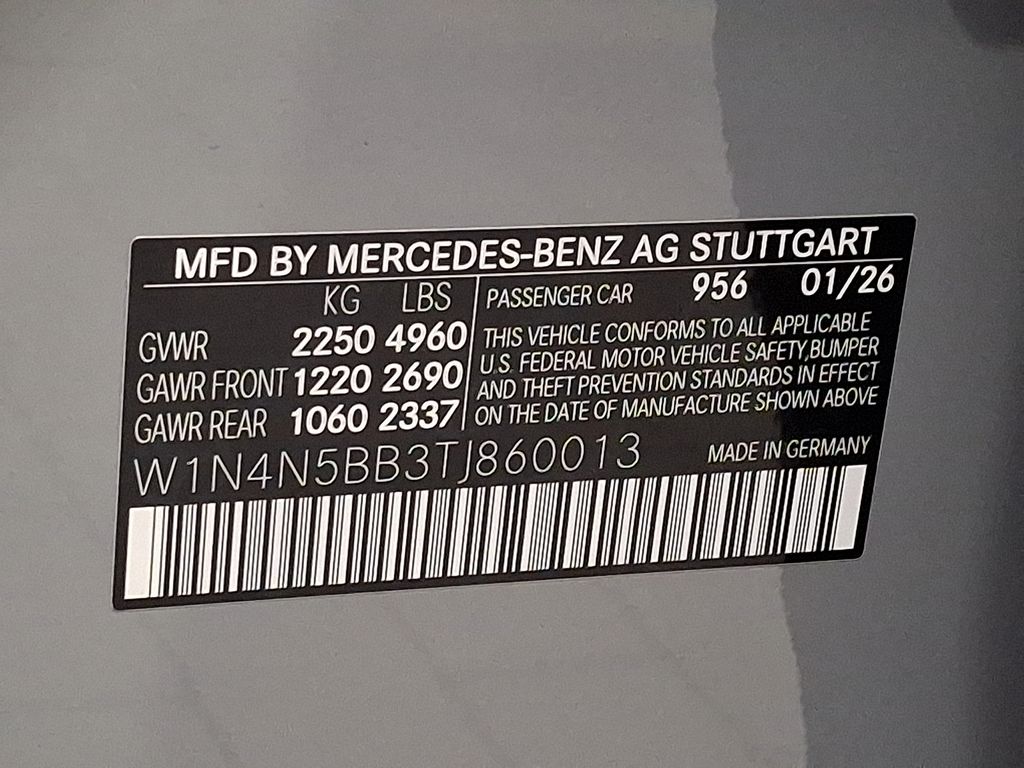 MFD BY MERCEDES-BENZ AG STUTTGART
KG LBS
GVWR 2250 4960
GAWR FRONT 1220 2690
GAWR REAR 1060 2337
PASSENGER CAR 956 01/26
THIS VEHICLE CONFORMS TO ALL APPLICABLE
U.S. FEDERAL MOTOR VEHICLE SAFETY,BUMPER
AND THEFT PREVENTION STANDARDS IN EFFECT
ON THE DATE OF MANUFACTURE SHOWN ABOVE
W1N4N5BB3TJ860013
MADE IN GERMANY